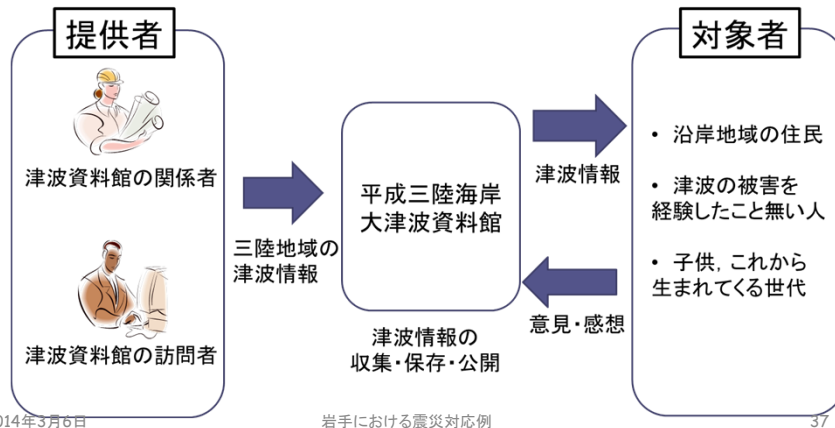 提供者
津波資料館の関係者
津波資料館の訪問者
三陸地域の
津波情報
平成三陸海岸
大津波資料館
津波情報の
収集・保存・公開
津波情報
意見・感想
対象者
• 沿岸地域の住民
• 津波の被害を
経験したこと無い人
• 子供，これから
生まれてくる世代
014年3月6日
岩手における震災対応例
37